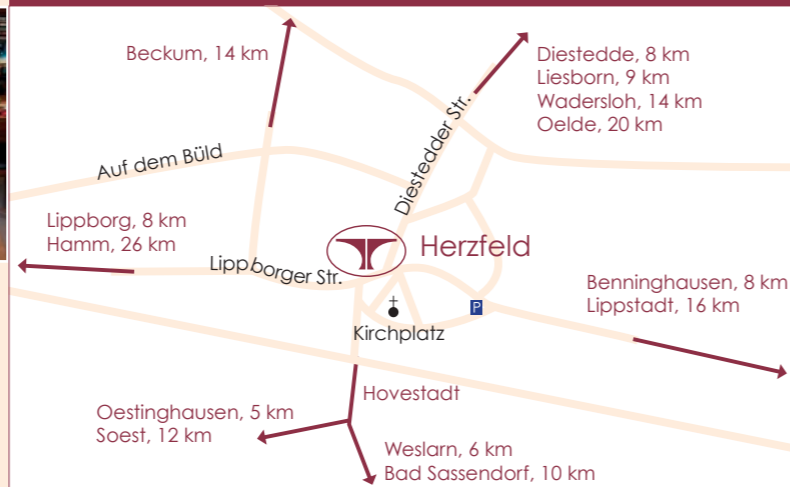 Beckum, 14 km
Diestedde, 8 km
Liesborn, 9 km
Wadersloh, 14 km
Oelde, 20 km
Diestedder Str.
Auf dem Büld
Lippborg, 8 km
Hamm, 26 km
Lippborger Str.
Herzfeld
Benninghausen, 8 km
Lippstadt, 16 km
P
Kirchplatz
Hovestadt
Oestinghausen, 5 km
Soest, 12 km
Weslarn, 6 km
Bad Sassendorf, 10 km